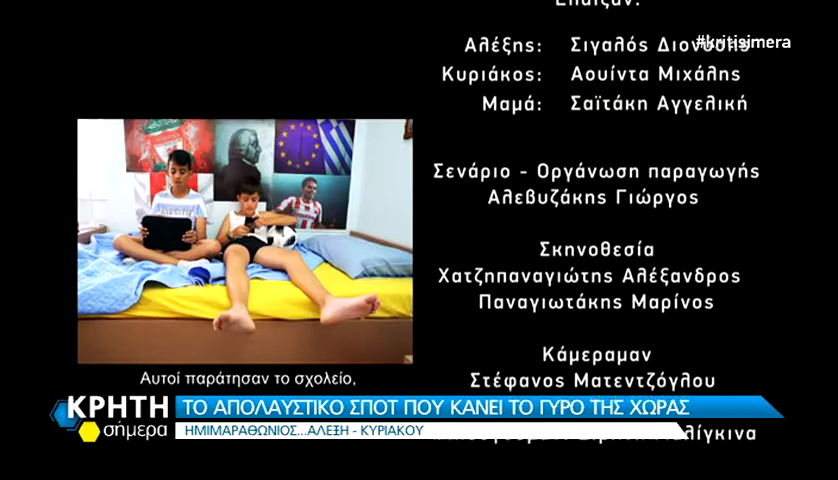 Έπαιζαν:
#kritisimera
Αλέξης: Σιγαλός Διονύσης
Κυριάκος: Αουίντα Μιχάλης
Μαμά: Σαϊτάκη Αγγελική
Σενάριο - Οργάνωση παραγωγής
Αλεβυζάκης Γιώργος
Σκηνοθεσία
Χατζηπαναγιώτης Αλέξανδρος
Παναγιωτάκης Μαρίνος
Κάμεραμαν
Στέφανος Ματεντζόγλου
Αυτοί παράτησαν το σχολείο,
ΚΡΗΤΗ
σήμερα
ΤΟ ΑΠΟΛΑΥΣΤΙΚΟ ΣΠΟΤ ΠΟΥ ΚΑΝΕΙ ΤΟ ΓΥΡΟ ΤΗΣ ΧΩΡΑΣ
ΗΜΙΜΑΡΑΘΩΝΙΟΣ...ΑΛΕΞΗ - ΚΥΡΙΑΚΟΥ